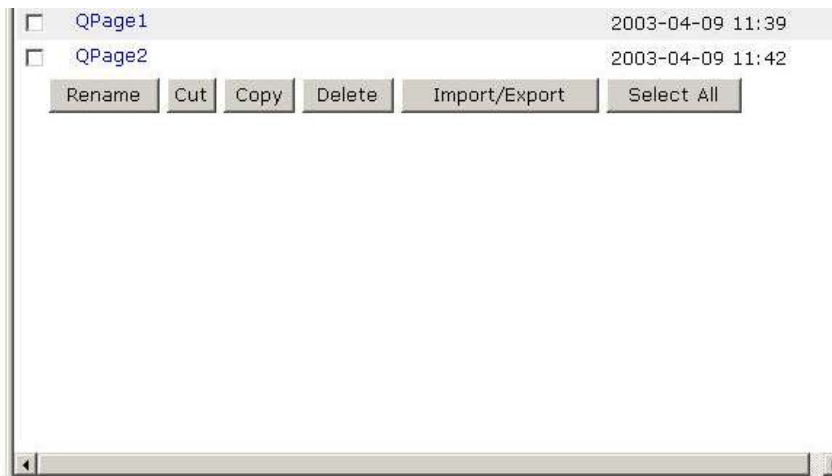 QPage1 2003-04-09 11:39
QPage2 2003-04-09 11:42
Rename Cut Copy Delete Import/Export Select All